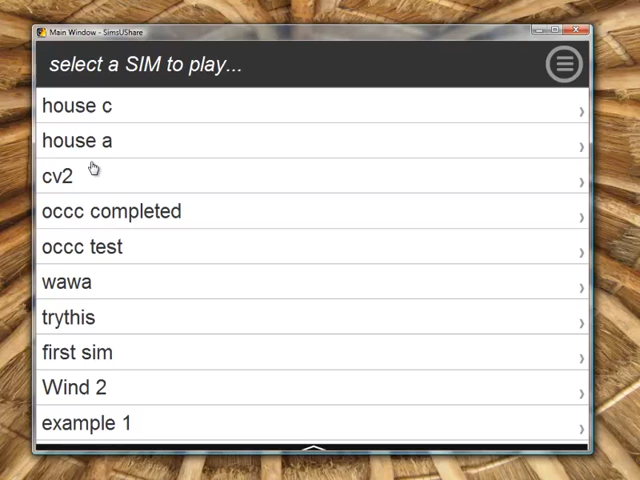 Main Window - SimsUShare
select a SIM to play...
house c
house a
cv2
occc completed
occc test
wawa
trythis
first sim
Wind 2
example 1